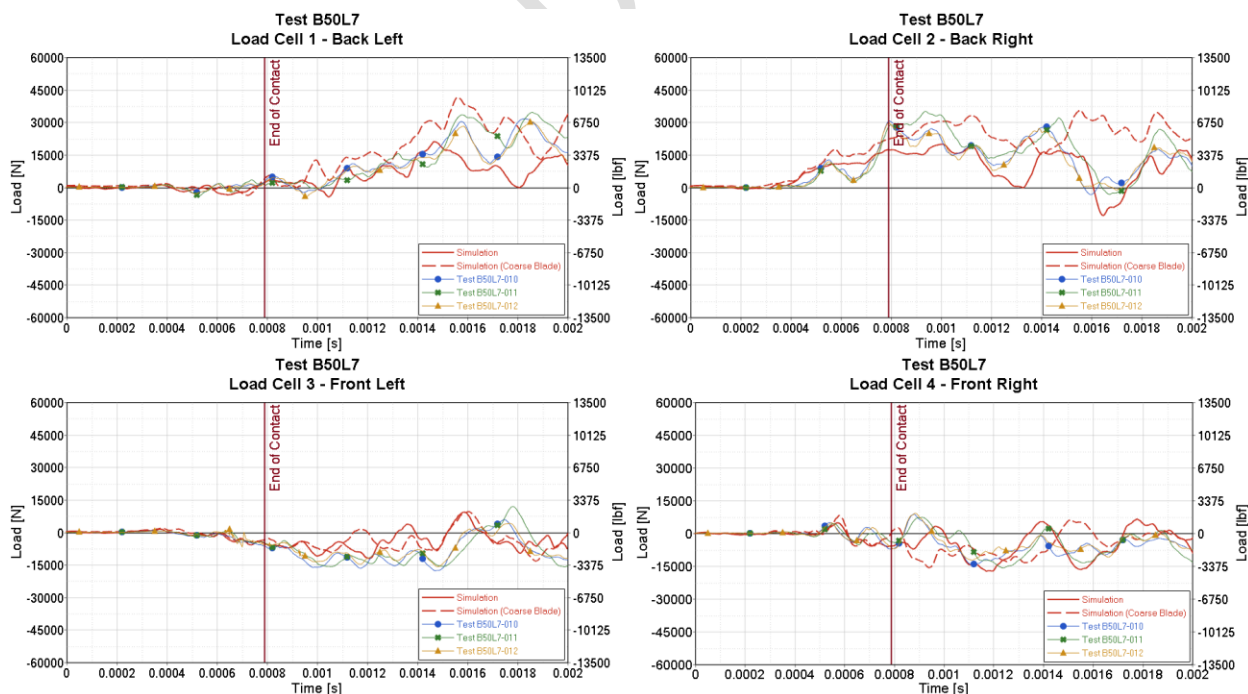 Test B50L7
Load Cell 1 - Back Left
60000
45000
30000
15000
0
-15000
-30000
-45000
-60000
Load [N]
13500
10125
6750
3375
0
-3375
-6750
-10125
-13500
Load [lbf]
End of Contact
Simulation
Simulation (Coarse Blade)
Test B50L7-010
Test B50L7-011
Test B50L7-012
0 0.0002 0.0004 0.0006 0.0008 0.001 0.0012 0.0014 0.0016 0.0018 0.002
Time [s]
Test B50L7
Load Cell 2 - Back Right
60000
45000
30000
15000
0
-15000
-30000
-45000
-60000
Load [N]
13500
10125
6750
3375
0
-3375
-6750
-10125
-13500
Load [lbf]
End of Contact
Simulation
Simulation (Coarse Blade)
Test B50L7-010
Test B50L7-011
Test B50L7-012
0 0.0002 0.0004 0.0006 0.0008 0.001 0.0012 0.0014 0.0016 0.0018 0.002
Time [s]
Test B50L7
Load Cell 3 - Front Left
60000
45000
30000
15000
0
-15000
-30000
-45000
-60000
Load [N]
13500
10125
6750
3375
0
-3375
-6750
-10125
-13500
Load [lbf]
End of Contact
Simulation
Simulation (Coarse Blade)
Test B50L7-010
Test B50L7-011
Test B50L7-012
0 0.0002 0.0004 0.0006 0.0008 0.001 0.0012 0.0014 0.0016 0.0018 0.002
Time [s]
Test B50L7
Load Cell 4 - Front Right
60000
45000
30000
15000
0
-15000
-30000
-45000
-60000
Load [N]
13500
10125
6750
3375
0
-3375
-6750
-10125
-13500
Load [lbf]
End of Contact
Simulation
Simulation (Coarse Blade)
Test B50L7-010
Test B50L7-011
Test B50L7-012
0 0.0002 0.0004 0.0006 0.0008 0.001 0.0012 0.0014 0.0016 0.0018 0.002
Time [s]